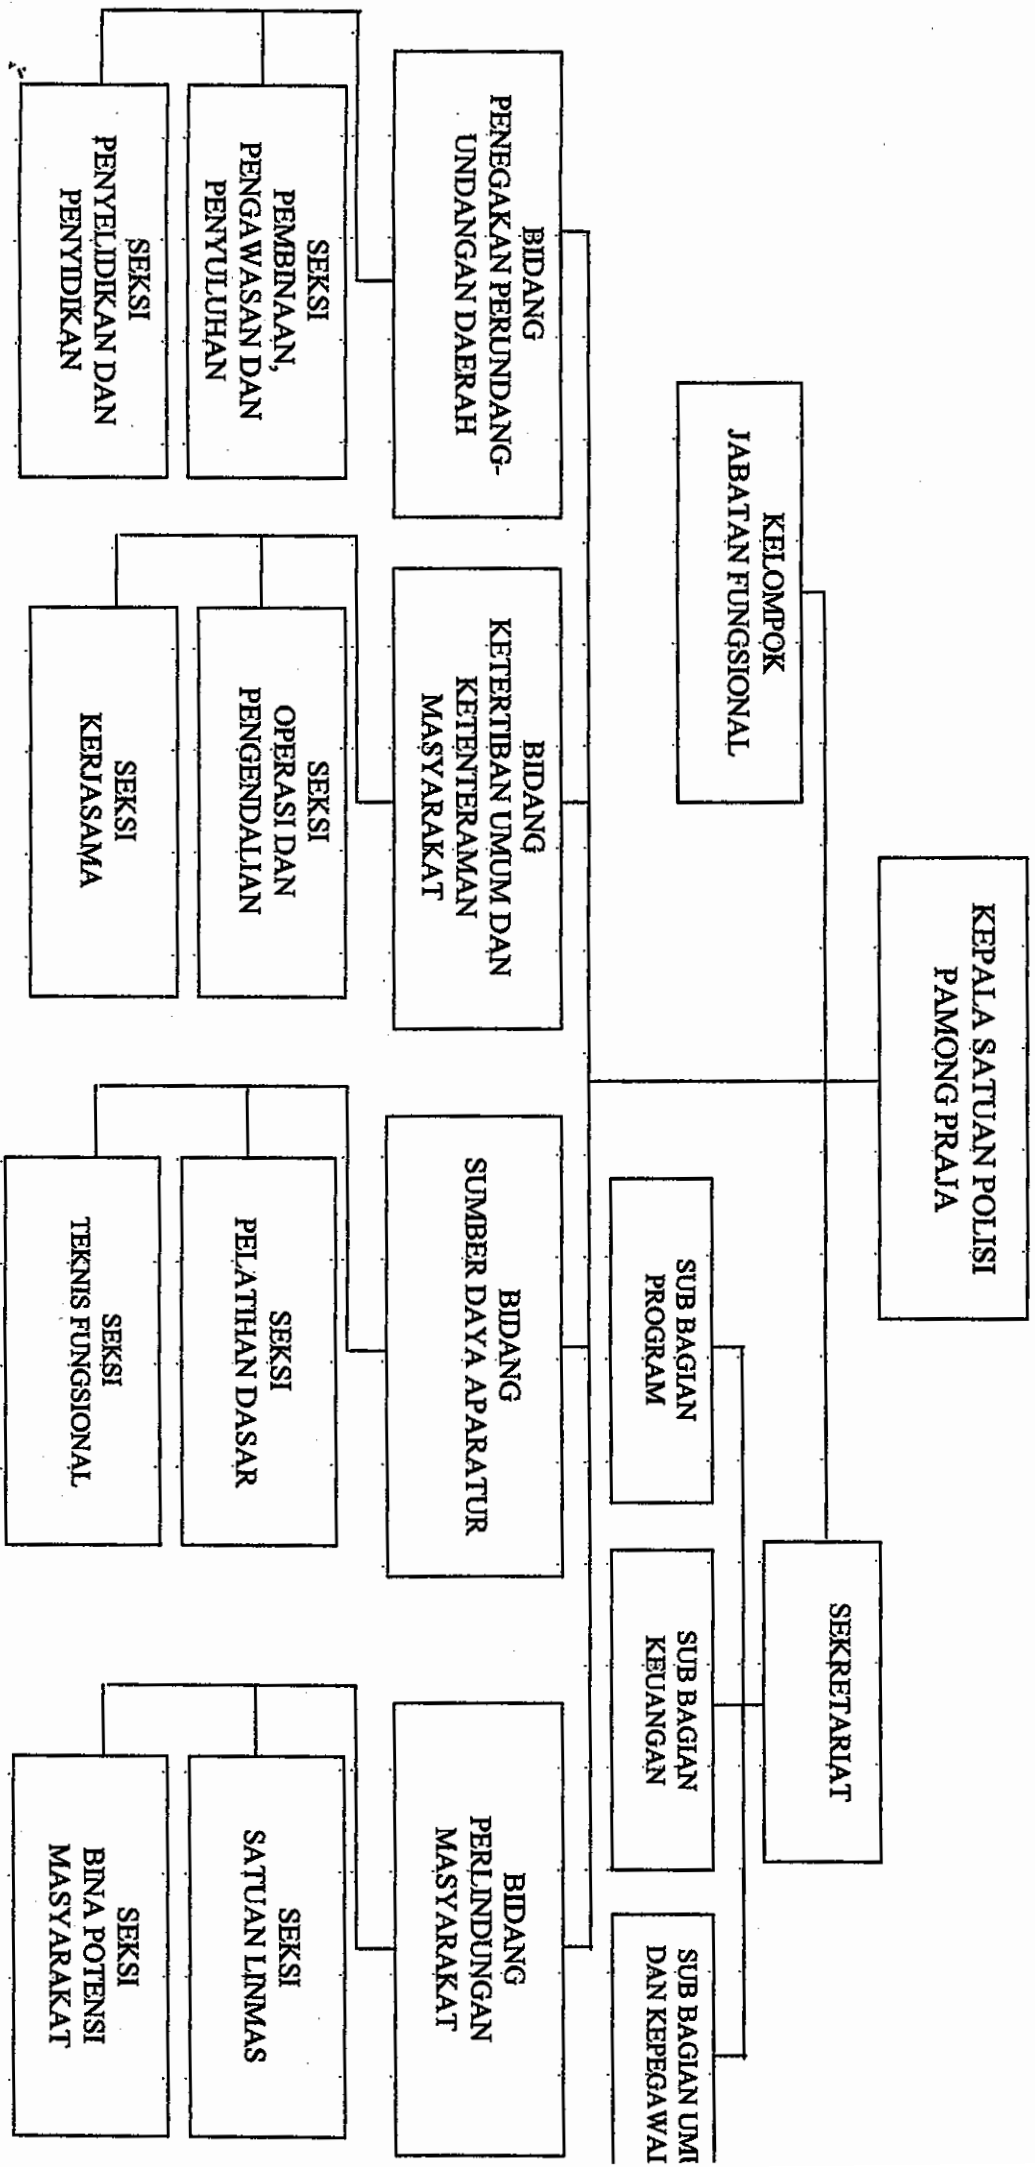 KEPALA SATUAN POLISI
PAMONG PRAJA
KELOMPOK
JABATAN FUNGSIONAL
SEKRETARIAT
SUB BAGIAN
PROGRAM
SUB BAGIAN
KEUANGAN
SUB BAGIAN
DAN
BIDANG
PENEGAKAN PERUNDANG-
UNDANGAN DAERAH
BIDANG
KETERTIBAN UMUM DAN
KETENTERAMAN
MASYARAKAT
BIDANG
SUMBER DAYA APARATUR
BIDANG
PERLINDUNGAN
MASYARAKAT
SEKSI
PEMBINAAN,
PENGAWASAN DAN
PENYULUHAN
SEKSI
PENYELIDIKAN DAN
PENYIDIKAN
SEKSI
OPERASI DAN
PENGENDALIAN
SEKSI
KERJASAMA
SEKSI
PELATIHAN DASAR
SEKSI
TEKNIS FUNGSIONAL
SEKSI
SATUAN LINMAS
SEKSI
BINA POTENSI
MASYARAKAT